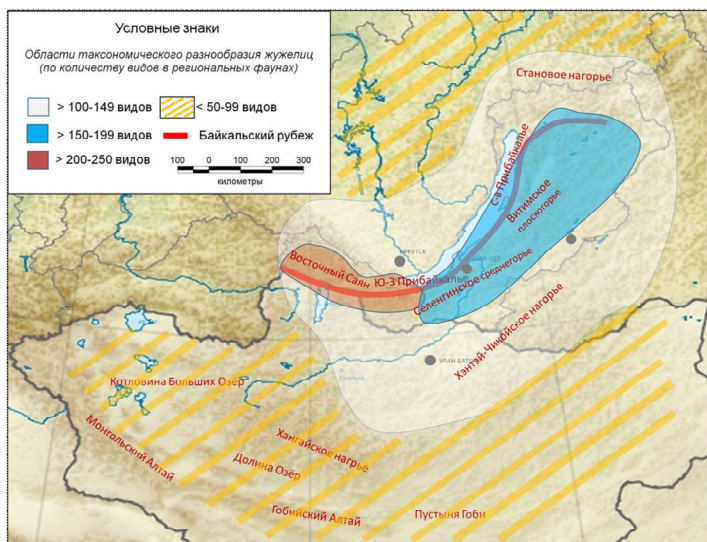 Условные знаки
Области таксономического разнообразия жужелиц
(по количеству видов в региональных фаунах)
> 100-149 видов
< 50-99 видов
> 150-199 видов
Байкальский рубеж
> 200-250 видов
100 0 100 200 300
километры
Становое нагорье
С-в Прибайкалье
Витимское
плоскогорье
ИРКУТСК
Восточный Саян
Ю-З Прибайкалье
Селенгинское среднегорье
Хэнтэй-Чикойское нагорье
Котловина Больших Озёр
Монгольский Алтай
Хангайское нагрье
Долина Озёр
Гобийский Алтай
Пустыня Гоби